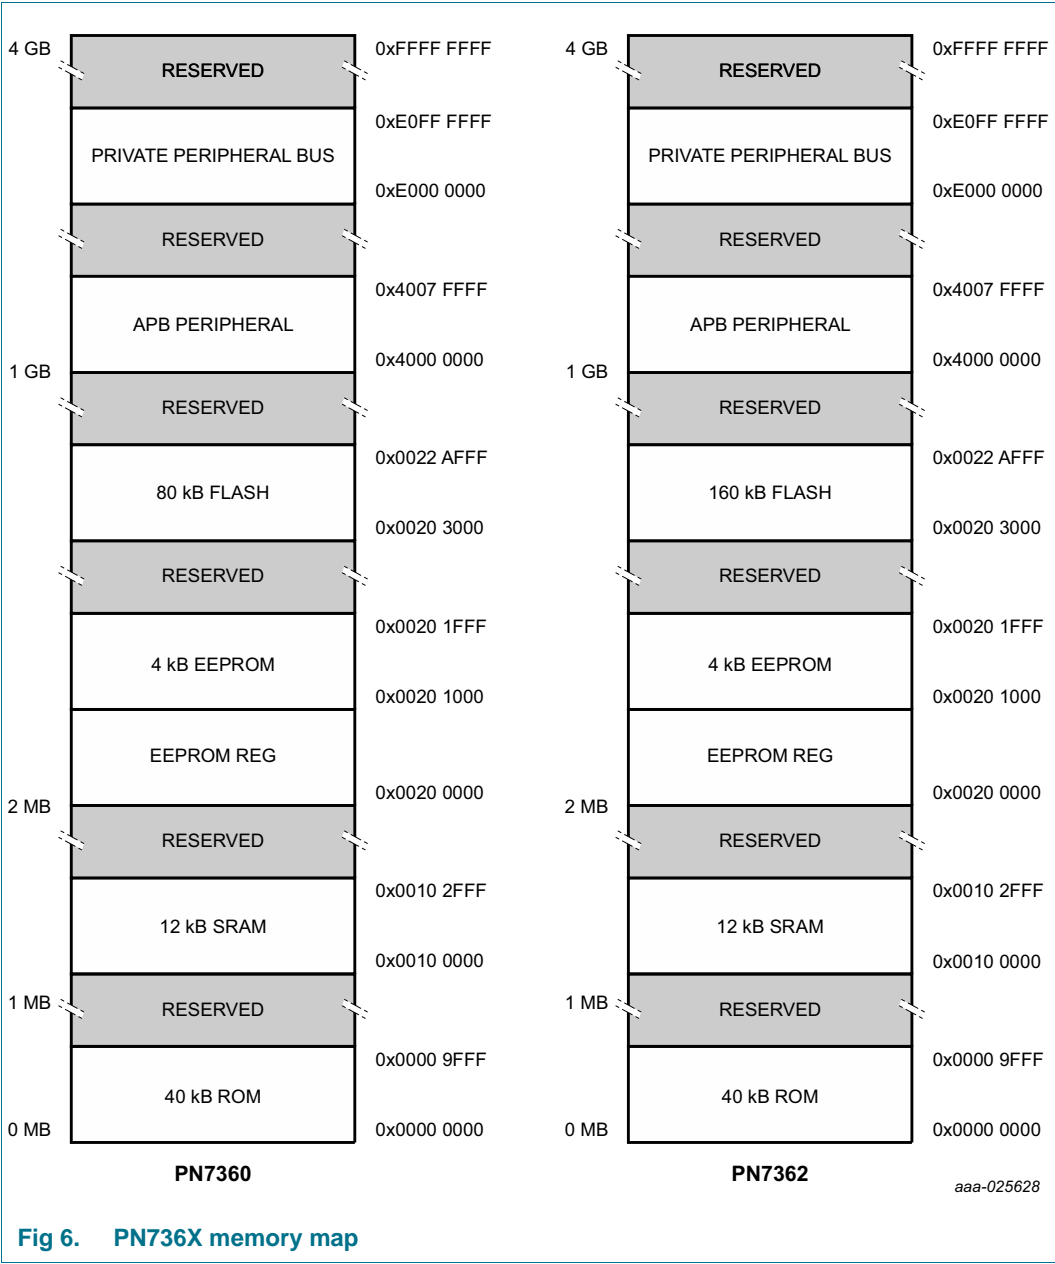 4 GB
RESERVED
0xFFFF FFFF
0xE0FF FFFF
PRIVATE PERIPHERAL BUS
0xE000 0000
RESERVED
0x4007 FFFF
APB PERIPHERAL
0x4000 0000
1 GB
RESERVED
0x0022 AFFF
80 kB FLASH
0x0020 3000
RESERVED
0x0020 1FFF
4 kB EEPROM
0x0020 1000
EEPROM REG
0x0020 0000
2 MB
RESERVED
0x0010 2FFF
12 kB SRAM
0x0010 0000
1 MB
RESERVED
0x0000 9FFF
40 kB ROM
0 MB
0x0000 0000
PN7360
4 GB
RESERVED
0xFFFF FFFF
0xE0FF FFFF
PRIVATE PERIPHERAL BUS
0xE000 0000
RESERVED
0x4007 FFFF
APB PERIPHERAL
0x4000 0000
1 GB
RESERVED
0x0022 AFFF
160 kB FLASH
0x0020 3000
RESERVED
0x0020 1FFF
4 kB EEPROM
0x0020 1000
EEPROM REG
0x0020 0000
2 MB
RESERVED
0x0010 2FFF
12 kB SRAM
0x0010 0000
1 MB
RESERVED
0x0000 9FFF
40 kB ROM
0 MB
0x0000 0000
PN7362
aaa-025628
Fig 6. PN736X memory map